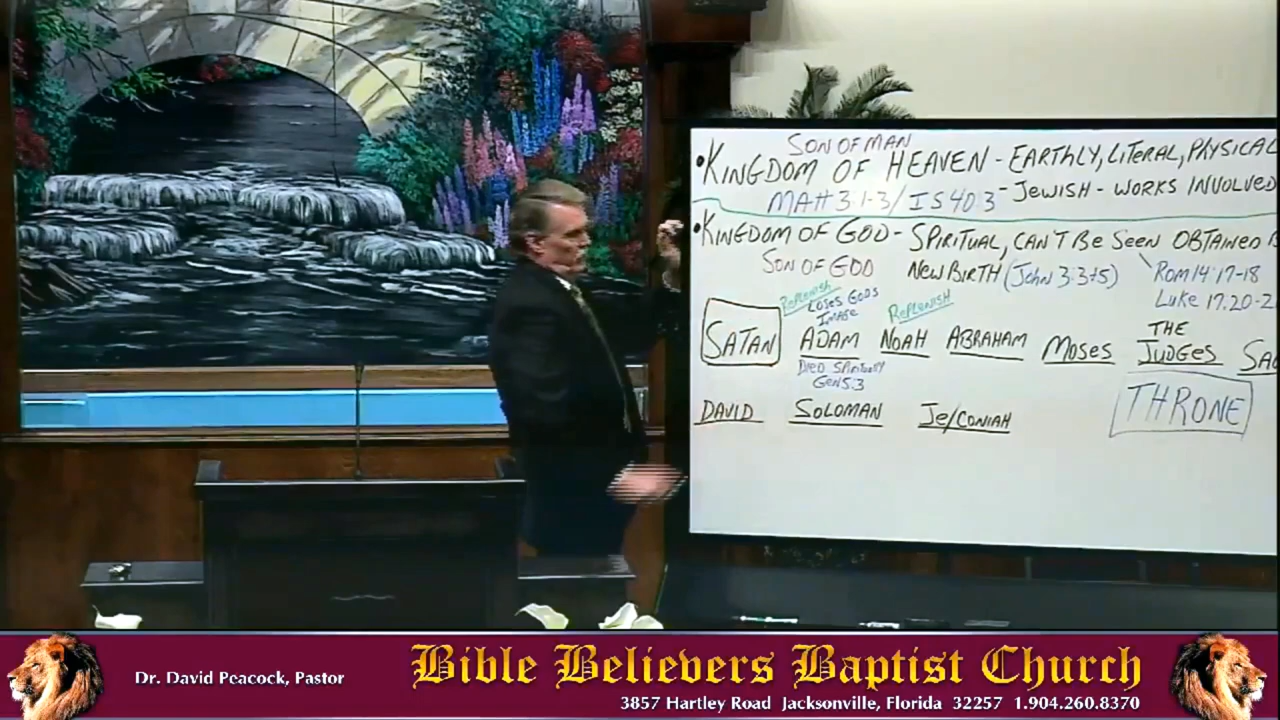 SON OF MAN
•KINGDOM OF HEAVEN - EARTHLY, LITERAL, PHYSICAL
MAtt 3.1-3/IS 40.3 - JEWISH - WORKS INVOLVED
•KINGDOM OF GOD - SPIRITUAL, CAN'T BE SEEN OBTAINED
SON OF GOD NEW BIRTH (John 3.3+5) Rom 14:17-18
Luke 17.20-2
REPLENISH
LOSES GODS
IMAGE
REPLENISH
SATAN ADAM NOAH ABRAHAM MOSES THE JUDGES
DIED SPIRITUALLY
Gen 5.3
DAVID SOLOMAN Je/CONIAH THRONE
Dr. David Peacock, Pastor
Bible Believers Baptist Church
3857 Hartley Road Jacksonville, Florida 32257 1.904.260.8370